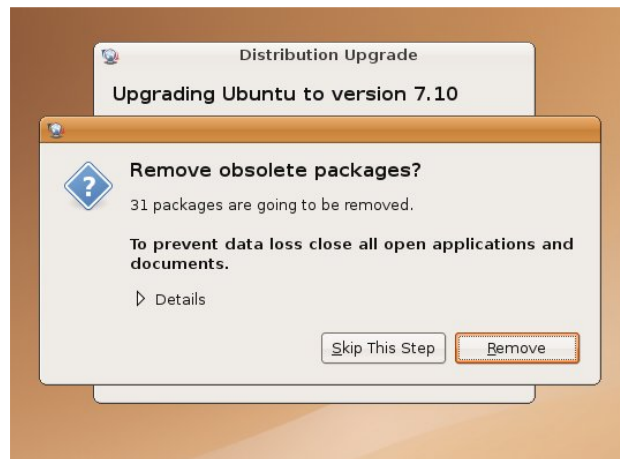 Distribution Upgrade
Upgrading Ubuntu to version 7.10
Remove obsolete packages?
31 packages are going to be removed.
To prevent data loss close all open applications and
documents.
Details
Skip This Step
Remove